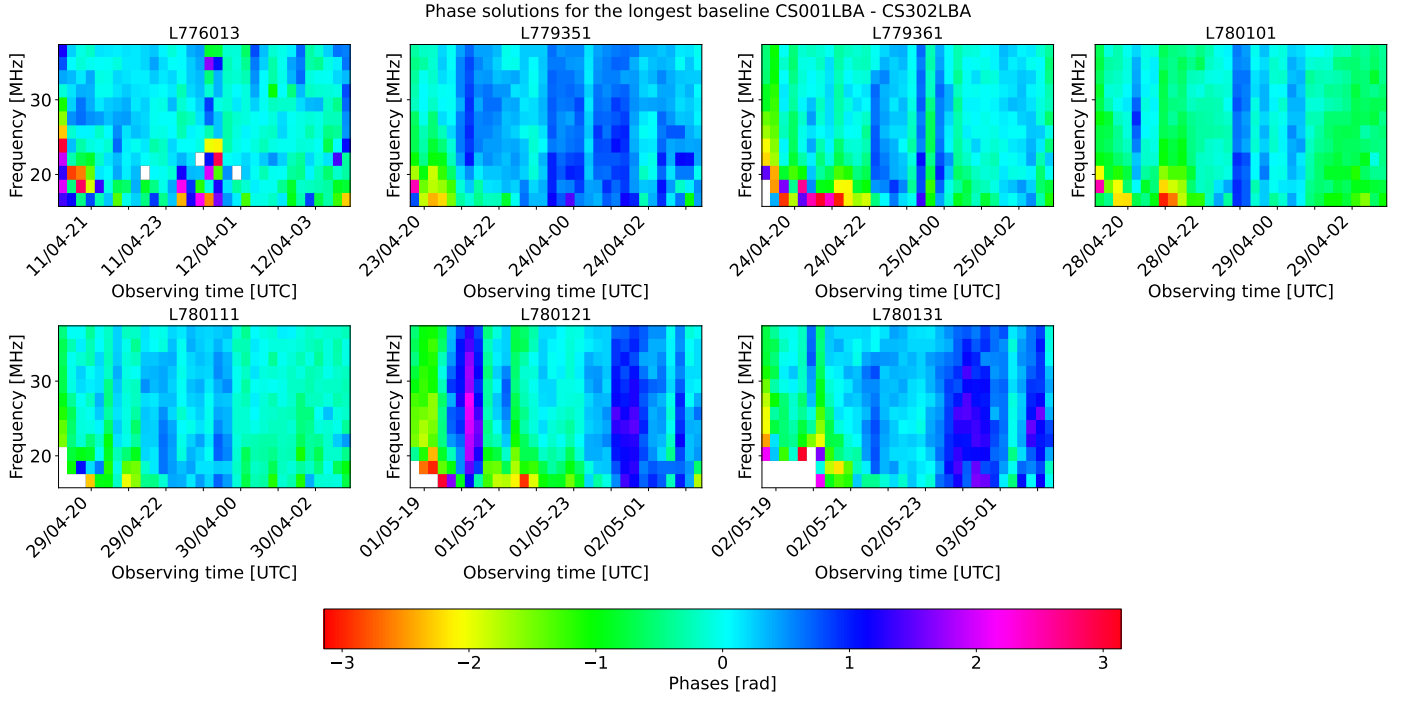 Phase solutions for the longest baseline CS001LBA - CS302LBA
L776013
L779351
L779361
L780101
Frequency [MHz]
30
20
11/04-21
11/04-23
12/04-01
12/04-03
Observing time [UTC]
Frequency [MHz]
23/04-20
23/04-22
24/04-00
24/04-02
Observing time [UTC]
Frequency [MHz]
24/04-20
24/04-22
25/04-00
25/04-02
Observing time [UTC]
Frequency [MHz]
28/04-20
28/04-22
29/04-00
29/04-02
Observing time [UTC]
L780111
L780121
L780131
Frequency [MHz]
30
20
29/04-20
29/04-22
30/04-00
30/04-02
Observing time [UTC]
Frequency [MHz]
01/05-19
01/05-21
01/05-23
02/05-01
Observing time [UTC]
Frequency [MHz]
02/05-19
02/05-21
02/05-23
03/05-01
Observing time [UTC]
−3 −2 −1 0 1 2 3
Phases [rad]